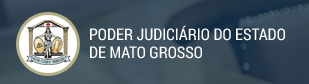 PODER JUDICIÁRIO DO ESTADO
DE MATO GROSSO